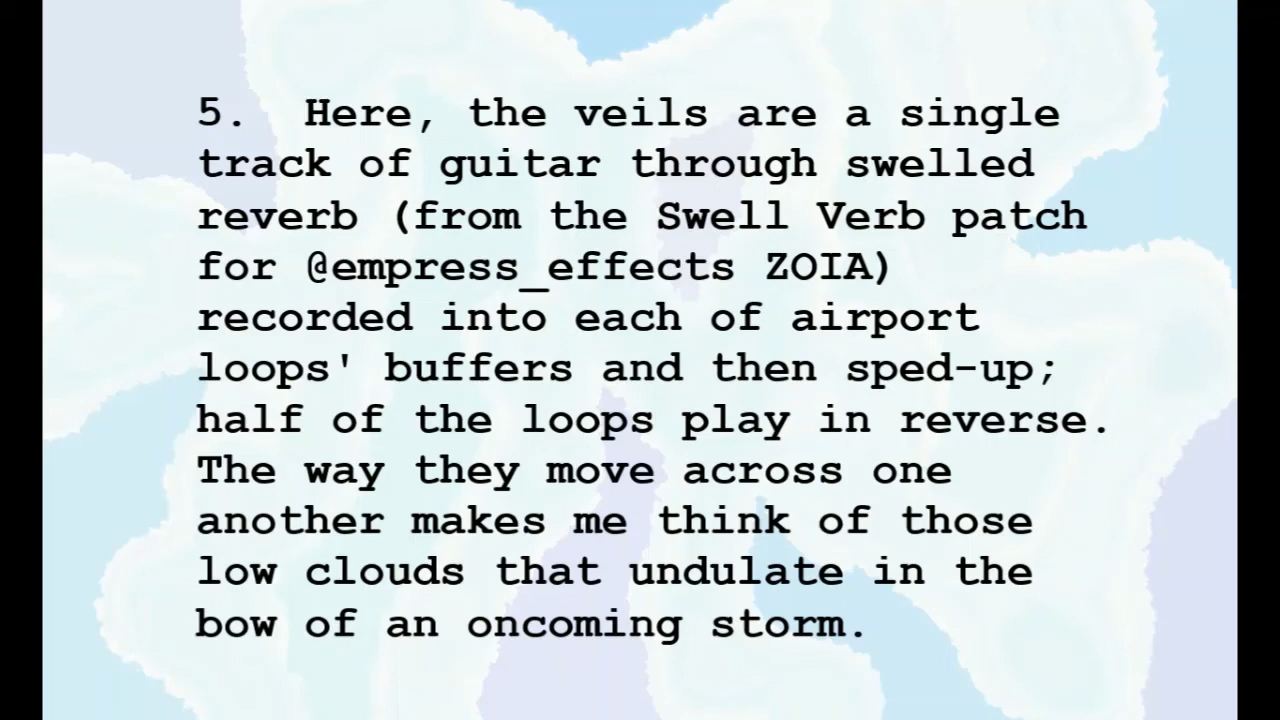 5.  Here, the veils are a single
track of guitar through swelled
reverb (from the Swell Verb patch
for @empress_effects ZOIA)
recorded into each of airport
loops' buffers and then sped-up;
half of the loops play in reverse.
The way they move across one
another makes me think of those
low clouds that undulate in the
bow of an oncoming storm.